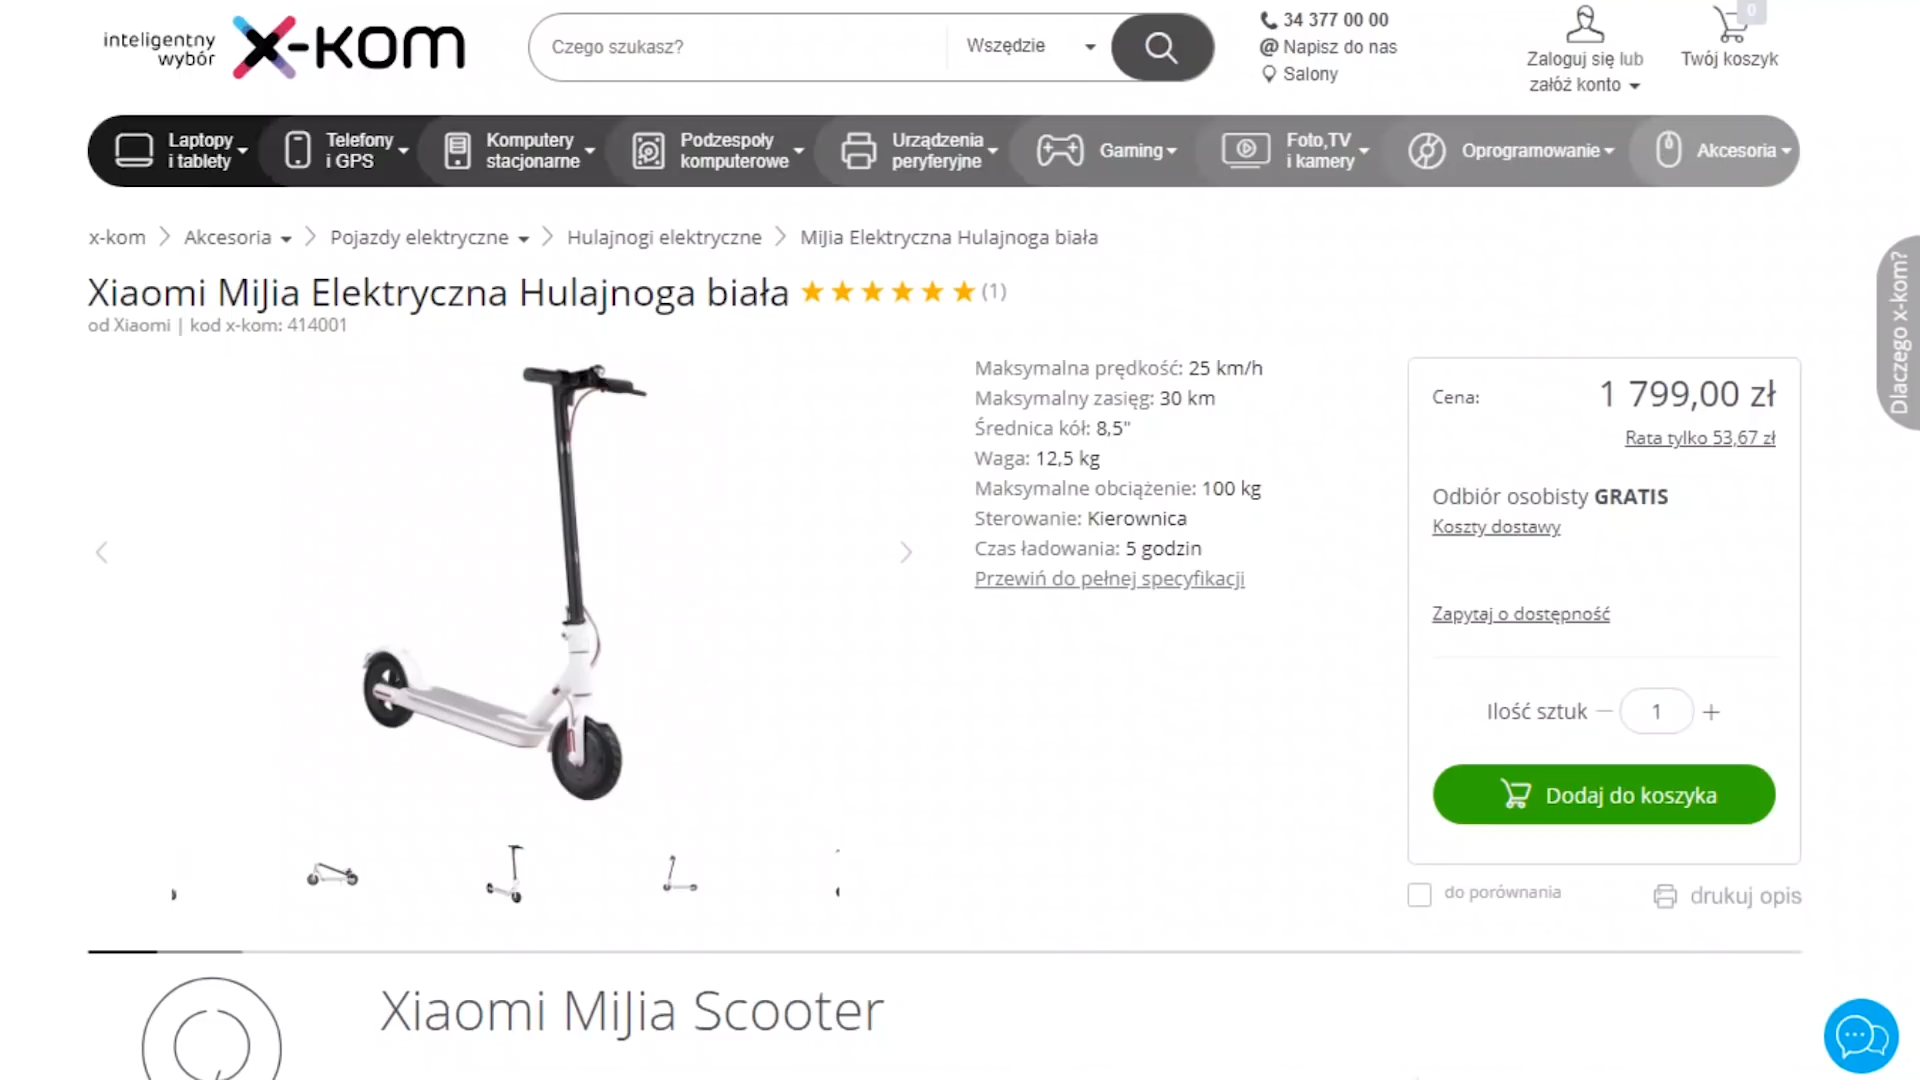 inteligentny
wybór
x-kom
Czego szukasz?
Wszędzie
34 377 00 00
@ Napisz do nas
Salony
Zaloguj się lub
załóż konto
0
Twój koszyk
Laptopy
i tablety
Telefony
i GPS
Komputery
stacjonarne
Podzespoły
komputerowe
Urządzenia
peryferyjne
Gaming
Foto,TV
i kamery
Oprogramowanie
Akcesoria
x-kom > Akcesoria > Pojazdy elektryczne > Hulajnogi elektryczne > MiJia Elektryczna Hulajnoga biała
Dlaczego x-kom?
Xiaomi MiJia Elektryczna Hulajnoga biała (1)
od Xiaomi | kod x-kom: 414001
Maksymalna prędkość: 25 km/h
Maksymalny zasięg: 30 km
Średnica kół: 8,5"
Waga: 12,5 kg
Maksymalne obciążenie: 100 kg
Sterowanie: Kierownica
Czas ładowania: 5 godzin
Przewiń do pełnej specyfikacji
Cena: 1 799,00 zł
Rata tylko 53,67 zł
Odbiór osobisty GRATIS
Koszty dostawy
Zapytaj o dostępność
Ilość sztuk — 1 +
Dodaj do koszyka
do porównania
drukuj opis
Xiaomi MiJia Scooter